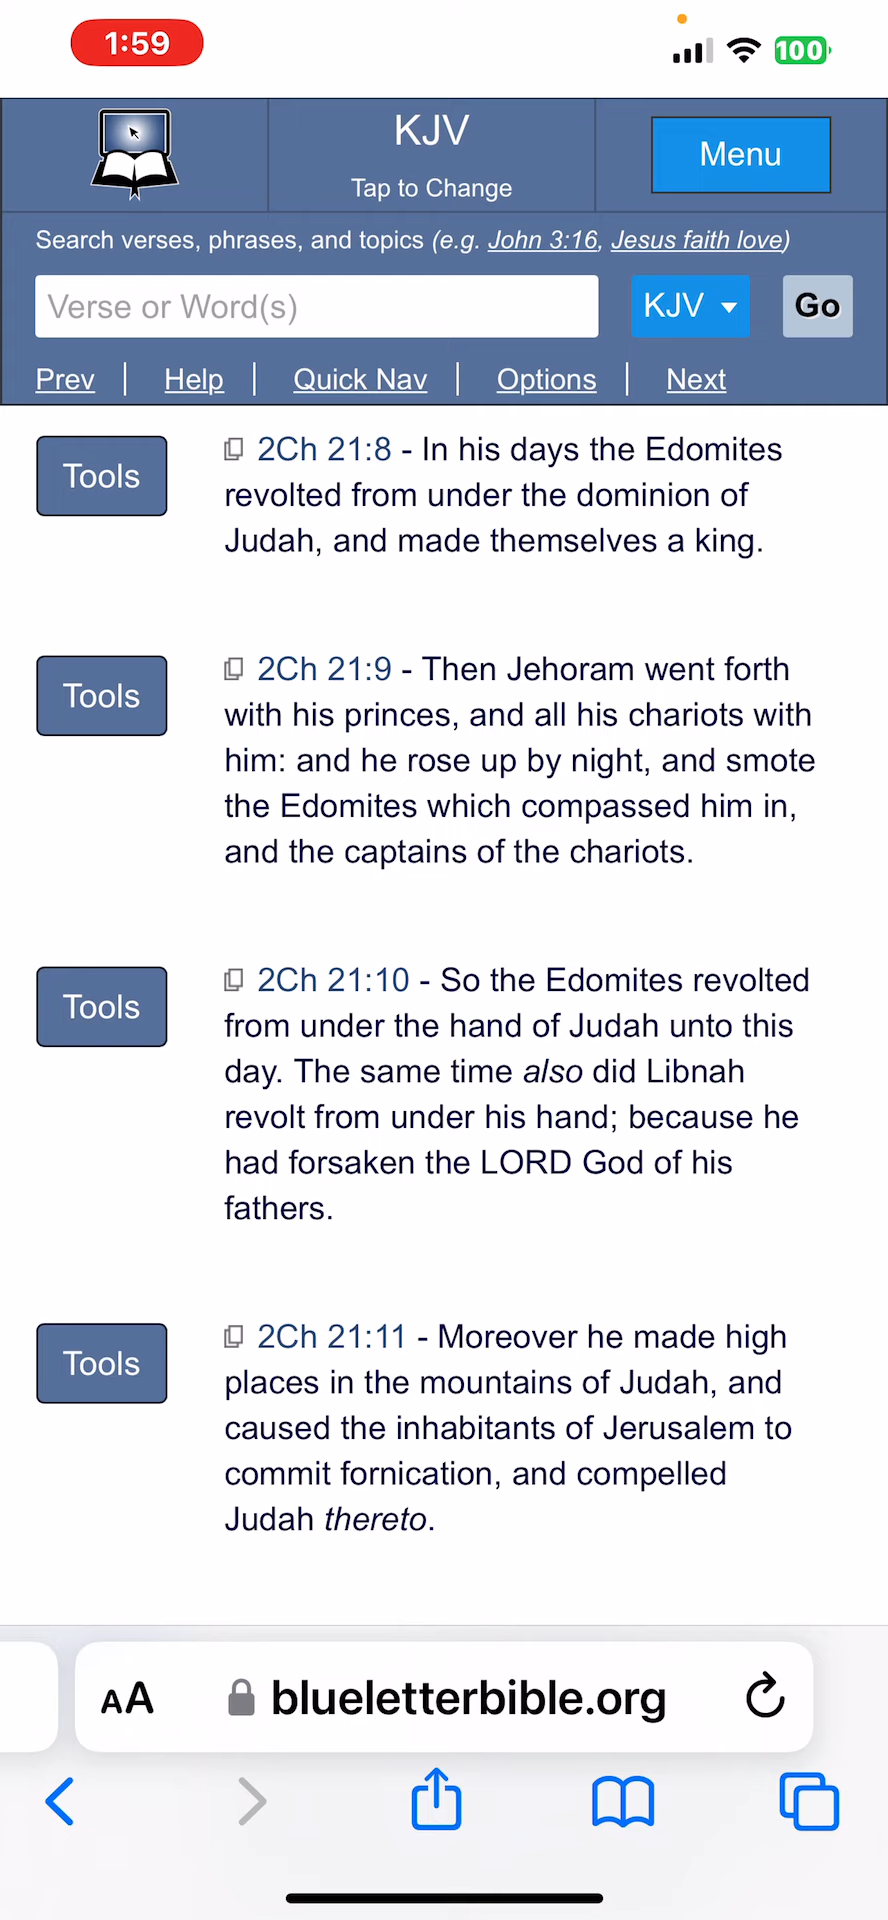 1:59
100
KJV
Tap to Change
Menu
Search verses, phrases, and topics (e.g. John 3:16, Jesus faith love)
Verse or Word(s)
KJV
Go
Prev | Help | Quick Nav | Options | Next
Tools
2Ch 21:8 - In his days the Edomites
revolted from under the dominion of
Judah, and made themselves a king.
Tools
2Ch 21:9 - Then Jehoram went forth
with his princes, and all his chariots with
him: and he rose up by night, and smote
the Edomites which compassed him in,
and the captains of the chariots.
Tools
2Ch 21:10 - So the Edomites revolted
from under the hand of Judah unto this
day. The same time also did Libnah
revolt from under his hand; because he
had forsaken the LORD God of his
fathers.
Tools
2Ch 21:11 - Moreover he made high
places in the mountains of Judah, and
caused the inhabitants of Jerusalem to
commit fornication, and compelled
Judah thereto.
AA
blueletterbible.org